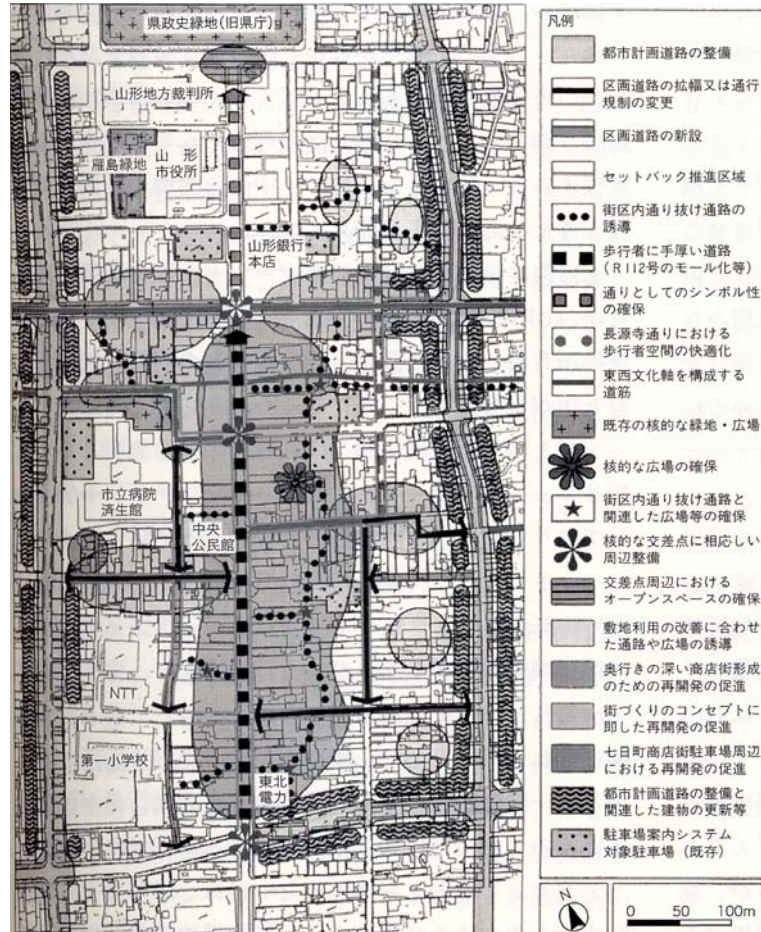 県政史緑地(旧県庁)
山形地方裁判所
雁島緑地
山形
市役所
山形銀行
本店
市立病院
済生館
中央
公民館
NTT
第一小学校
東北
電力
凡例
都市計画道路の整備
区画道路の拡幅又は通行
規制の変更
区画道路の新設
セットバック推進区域
街区内通り抜け通路の
誘導
歩行者に手厚い道路
(R112号のモール化等)
通りとしてのシンボル性
の確保
長源寺通りにおける
歩行者空間の快適化
東西文化軸を構成する
道筋
既存の核的な緑地・広場
核的な広場の確保
街区内通り抜け通路と
関連した広場等の確保
核的な交差点に相応しい
周辺整備
交差点周辺における
オープンスペースの確保
敷地利用の改善に合わせ
た通路や広場の誘導
奥行きの深い商店街形成
のための再開発の促進
街づくりのコンセプトに
即した再開発の促進
七日町商店街駐車場周辺
における再開発の促進
都市計画道路の整備と
関連した建物の更新等
駐車場案内システム
対象駐車場(既存)
N
0 50 100m